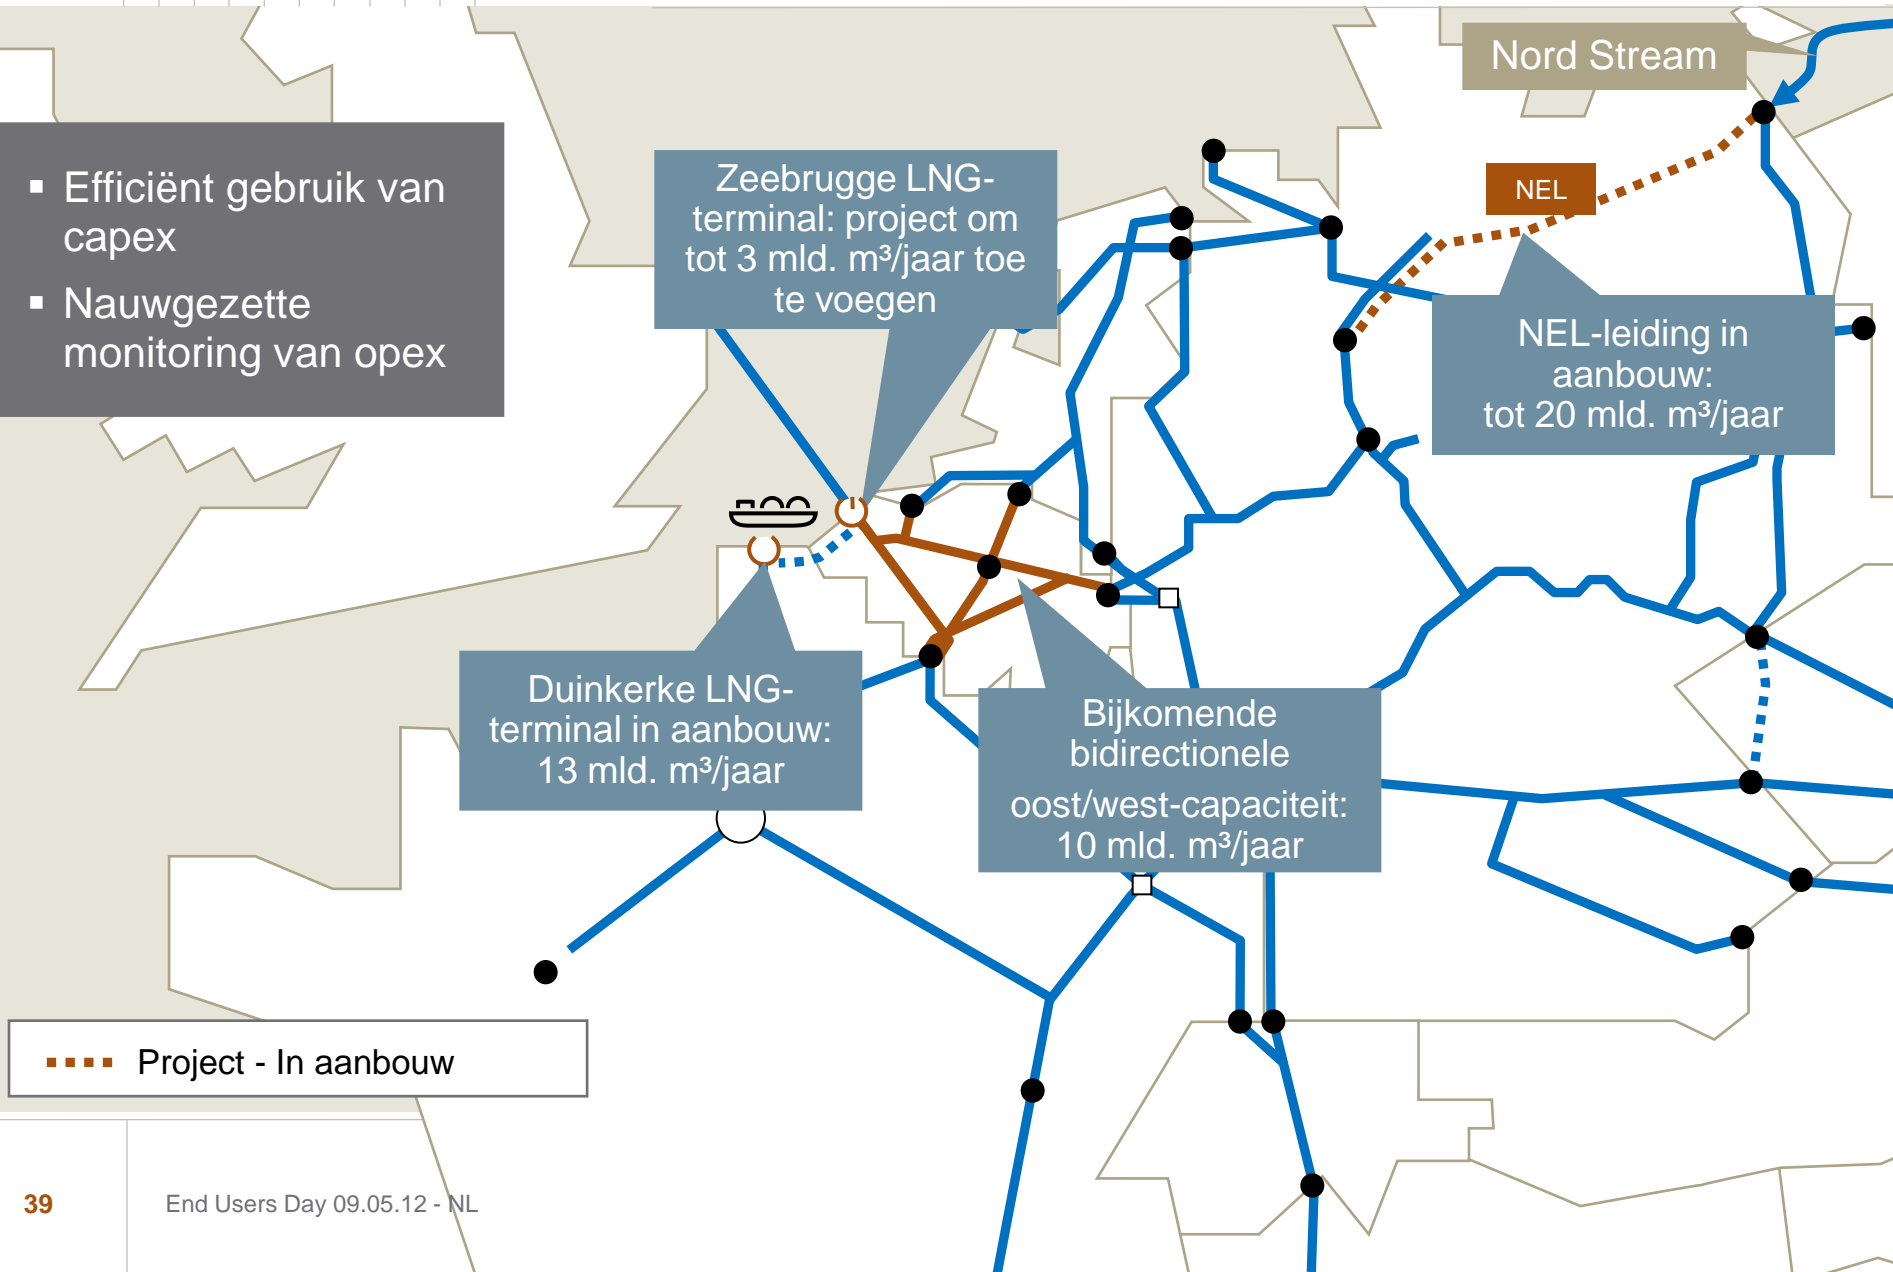 Nord Stream
▪ Efficiënt gebruik van
capex
▪ Nauwgezette
monitoring van opex
Zeebrugge LNG-
terminal: project om
tot 3 mld. m³/jaar toe
te voegen
NEL
NEL-leiding in
aanbouw:
tot 20 mld. m³/jaar
Duinkerke LNG-
terminal in aanbouw:
13 mld. m³/jaar
Bijkomende
bidirectionele
oost/west-capaciteit:
10 mld. m³/jaar
Project - In aanbouw
39
End Users Day 09.05.12 - NL